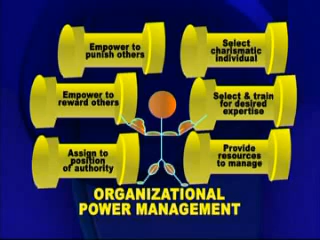 Empower to
punish others
Select
charismatic
individual
Empower to
reward others
Select & train
for desired
expertise
Assign to
position
of authority
Provide
resources
to manage
ORGANIZATIONAL
POWER MANAGEMENT